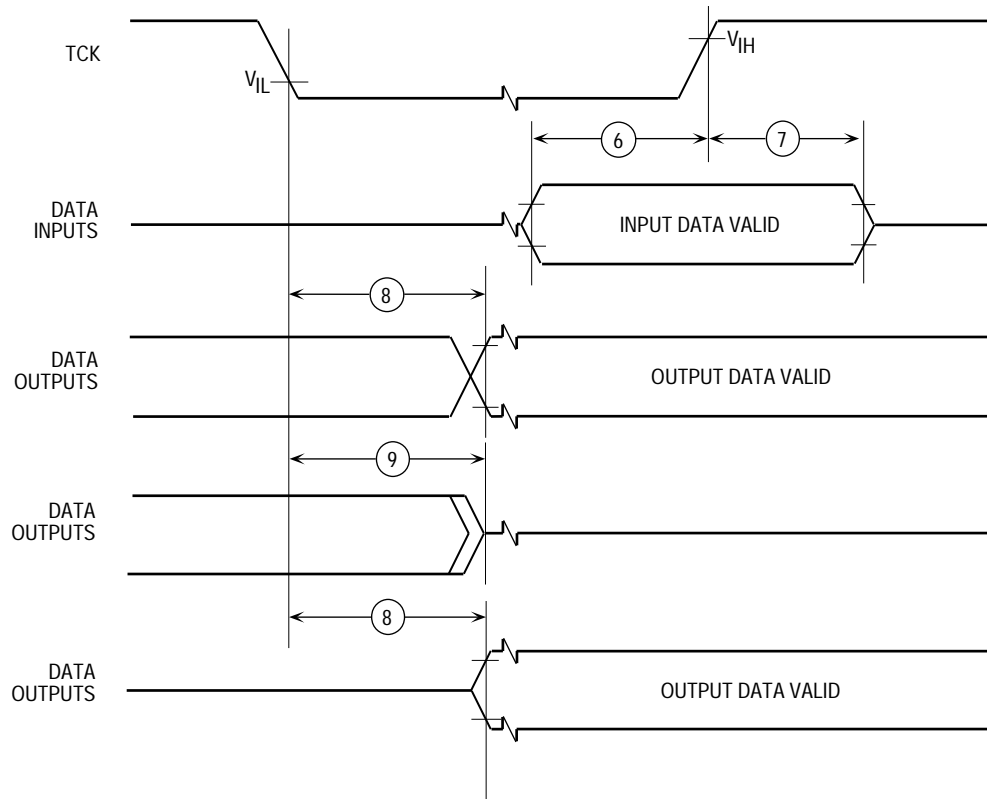 TCK
VIL
VIH
6
7
DATA
INPUTS
INPUT DATA VALID
8
DATA
OUTPUTS
OUTPUT DATA VALID
9
DATA
OUTPUTS
8
DATA
OUTPUTS
OUTPUT DATA VALID